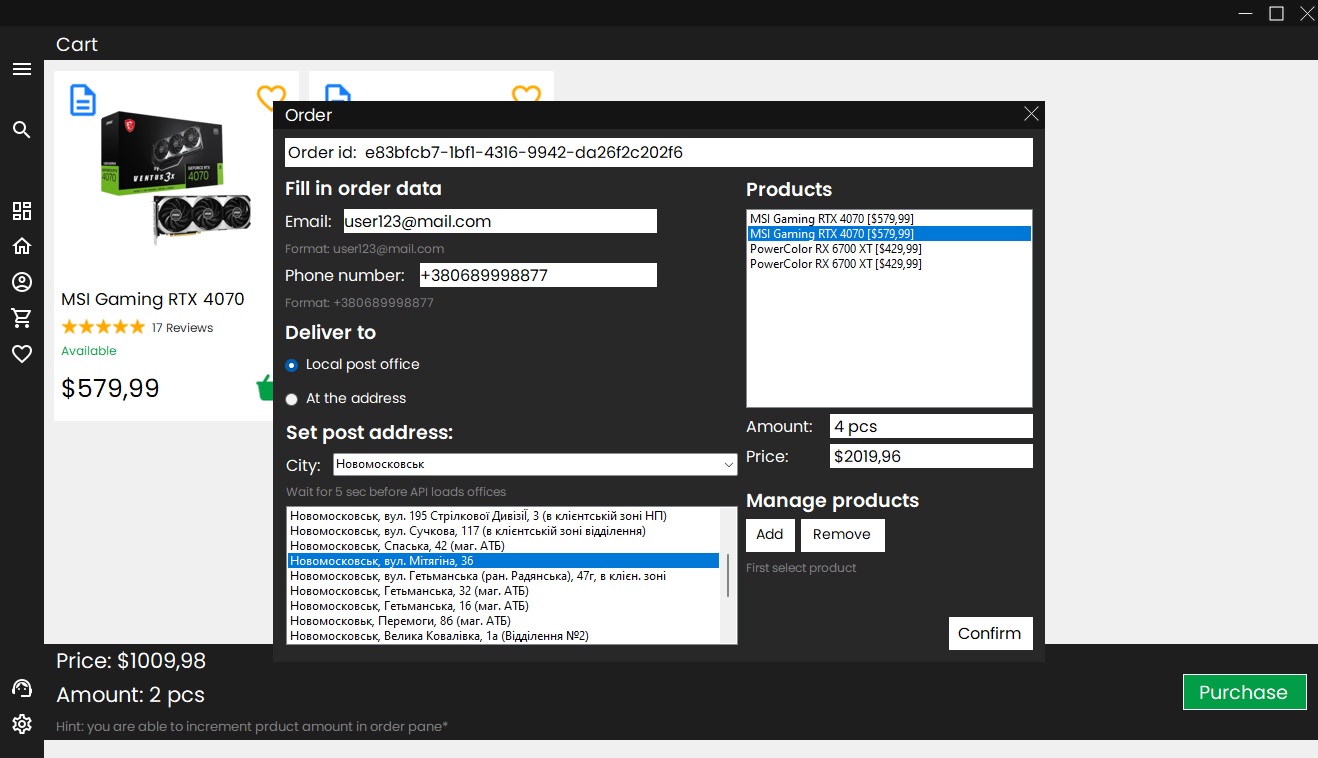 Cart
VENTUS 3X
GEFORCE RTX
4070
MSI Gaming RTX 4070
17 Reviews
Available
$579,99
Order
Order id: e83bfcb7-1bf1-4316-9942-da26f2c202f6
Fill in order data
Email: user123@mail.com
Format: user123@mail.com
Phone number: +380689998877
Format: +380689998877
Deliver to
Local post office
At the address
Set post address:
City: Новомосковськ
Wait for 5 sec before API loads offices
Новомосковськ, вул. 195 Стрілкової Дивізії, 3 (в клієнтській зоні НП)
Новомосковськ, вул. Сучкова, 117 (в клієнтській зоні відділення)
Новомосковськ, Спаська, 42 (маг. АТБ)
Новомосковськ, вул. Мітягіна, 36
Новомосковськ, вул. Гетьманська (ран. Радянська), 47г, в клієн. зоні
Новомосковськ, Гетьманська, 32 (маг. АТБ)
Новомосковськ, Гетьманська, 16 (маг. АТБ)
Новомосковьк, Перемоги, 8б (маг. АТБ)
Новомосковськ, Велика Ковалівка, 1а (Відділення №2)
Products
MSI Gaming RTX 4070 [$579,99]
MSI Gaming RTX 4070 [$579,99]
PowerColor RX 6700 XT [$429,99]
PowerColor RX 6700 XT [$429,99]
Amount: 4 pcs
Price: $2019,96
Manage products
Add
Remove
First select product
Confirm
Price: $1009,98
Amount: 2 pcs
Hint: you are able to increment prduct amount in order pane*
Purchase